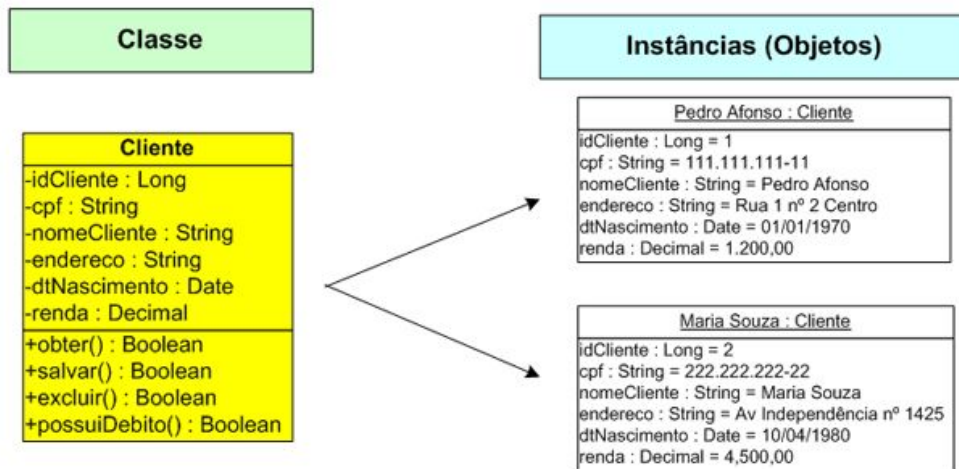 Classe
Instâncias (Objetos)
Cliente
-idCliente : Long
-cpf : String
-nomeCliente : String
-endereco : String
-dtNascimento : Date
-renda : Decimal
+obter() : Boolean
+salvar() : Boolean
+excluir() : Boolean
+possuiDebito() : Boolean
Pedro Afonso : Cliente
idCliente : Long = 1
cpf : String = 111.111.111-11
nomeCliente : String = Pedro Afonso
endereco : String = Rua 1 nº 2 Centro
dtNascimento : Date = 01/01/1970
renda : Decimal = 1.200,00
Maria Souza : Cliente
idCliente : Long = 2
cpf : String = 222.222.222-22
nomeCliente : String = Maria Souza
endereco : String = Av Independência nº 1425
dtNascimento : Date = 10/04/1980
renda : Decimal = 4,500,00